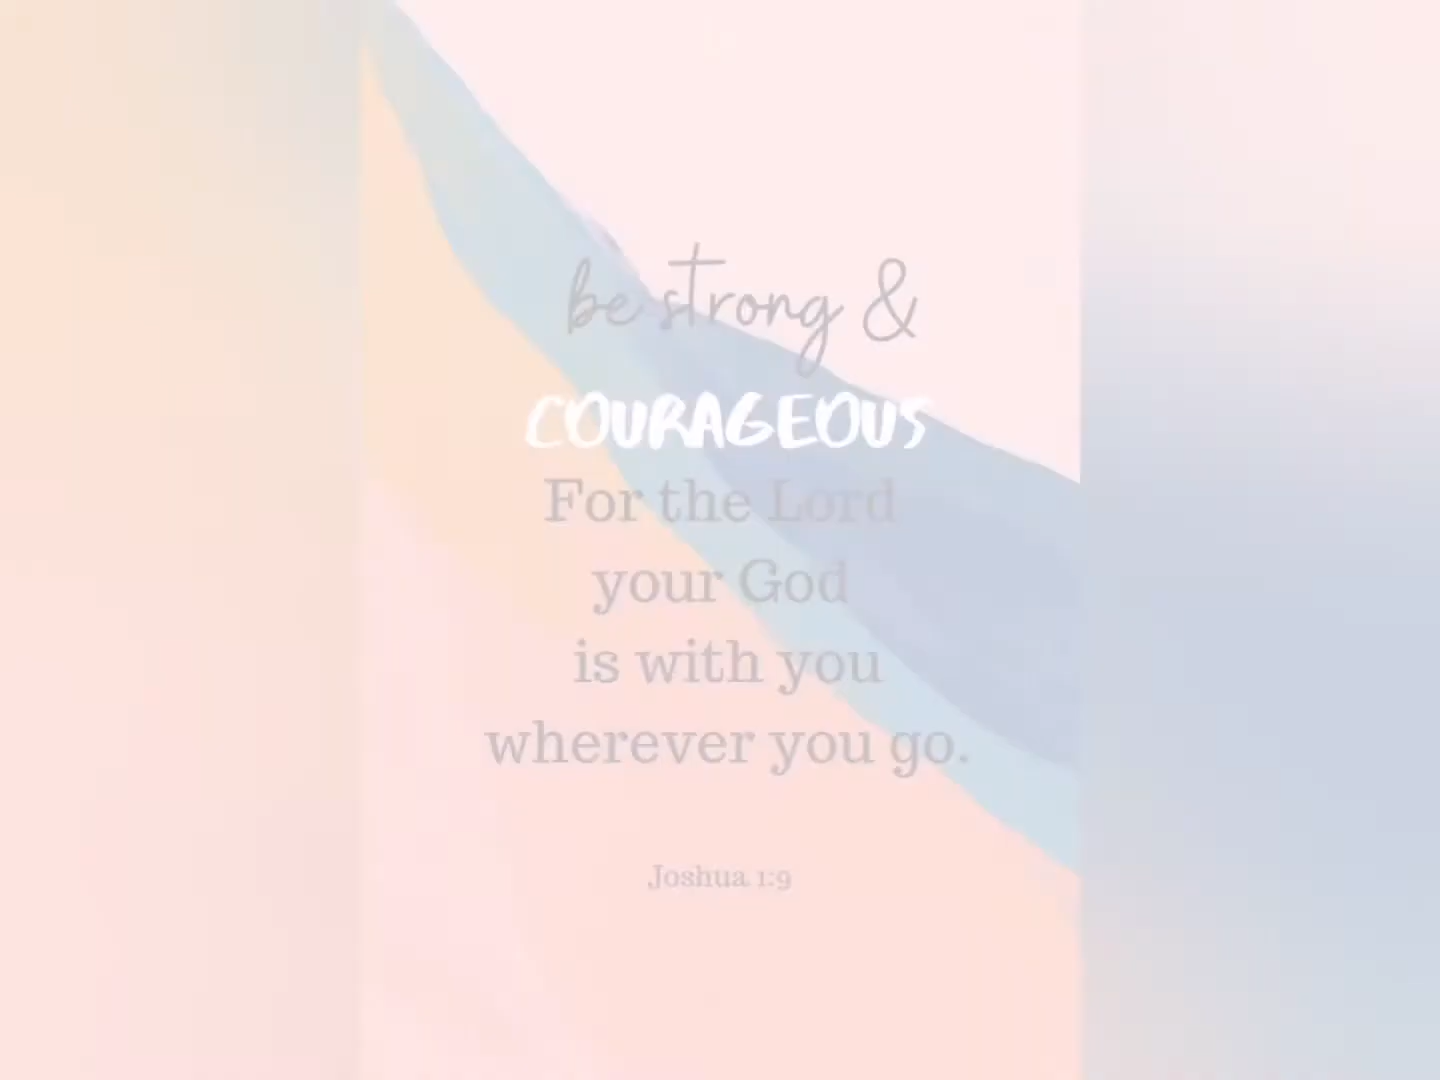 be strong &
COURAGEOUS
For the Lord
your God
is with you
wherever you go.
Joshua 1:9